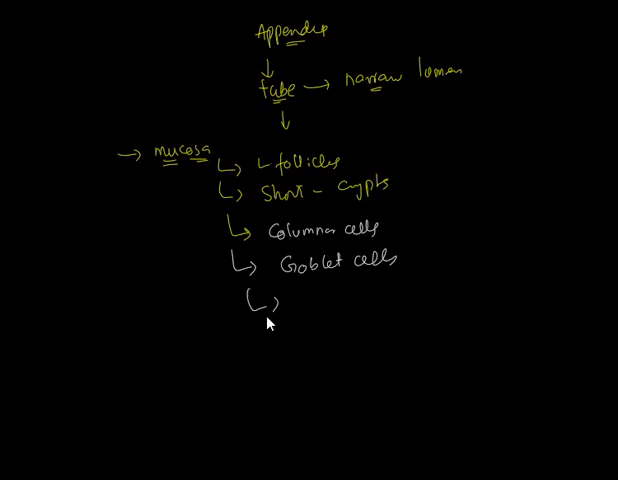 Appendix
tube → narrow lumen
→ mucosa
L-follicles
Short - Crypts
Columnar cells
Goblet cells